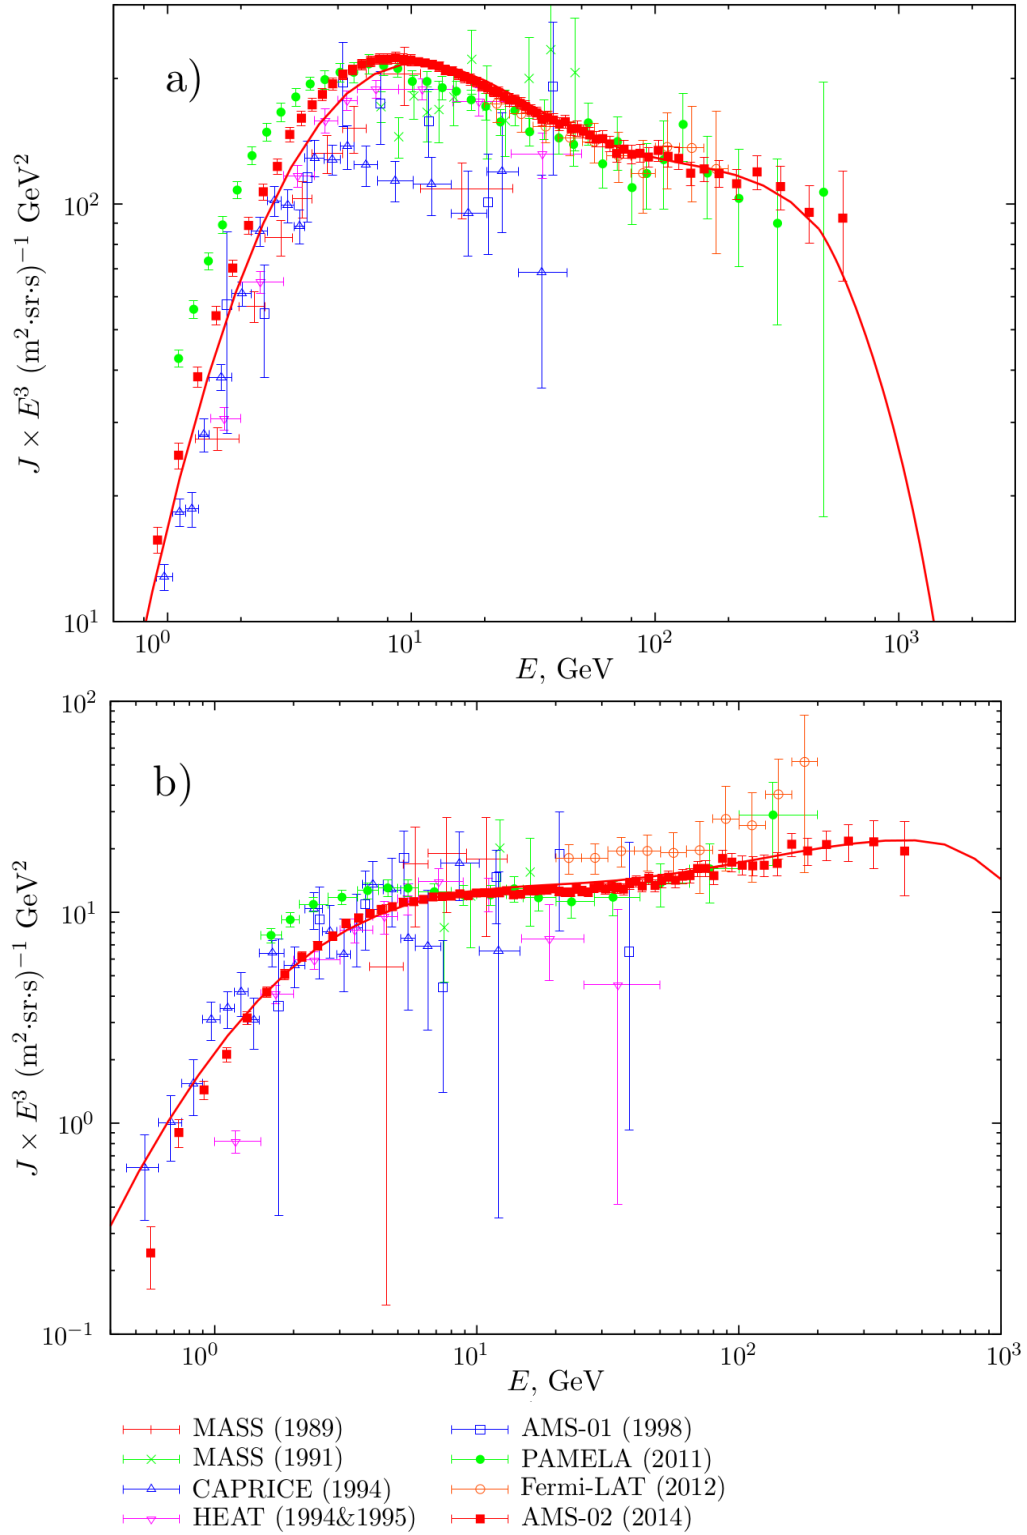 a)
10²
10¹
J × E³ (m²·sr·s)⁻¹ GeV²
10⁰ 10¹ 10² 10³
E, GeV
b)
10²
10¹
10⁰
10⁻¹
J × E³ (m²·sr·s)⁻¹ GeV²
10⁰ 10¹ 10² 10³
E, GeV
MASS (1989) AMS-01 (1998)
MASS (1991) PAMELA (2011)
CAPRICE (1994) Fermi-LAT (2012)
HEAT (1994&1995) AMS-02 (2014)